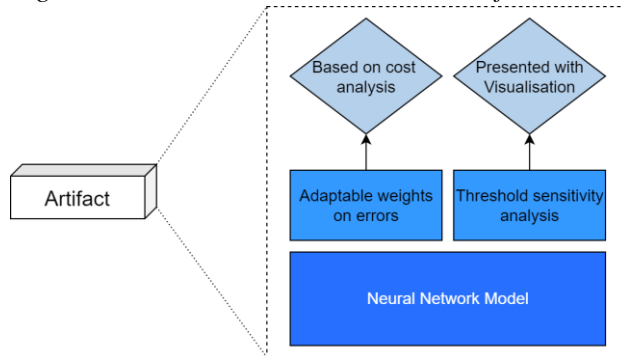 Based on cost
analysis
Presented with
Visualisation
Artifact
Adaptable weights
on errors
Threshold sensitivity
analysis
Neural Network Model